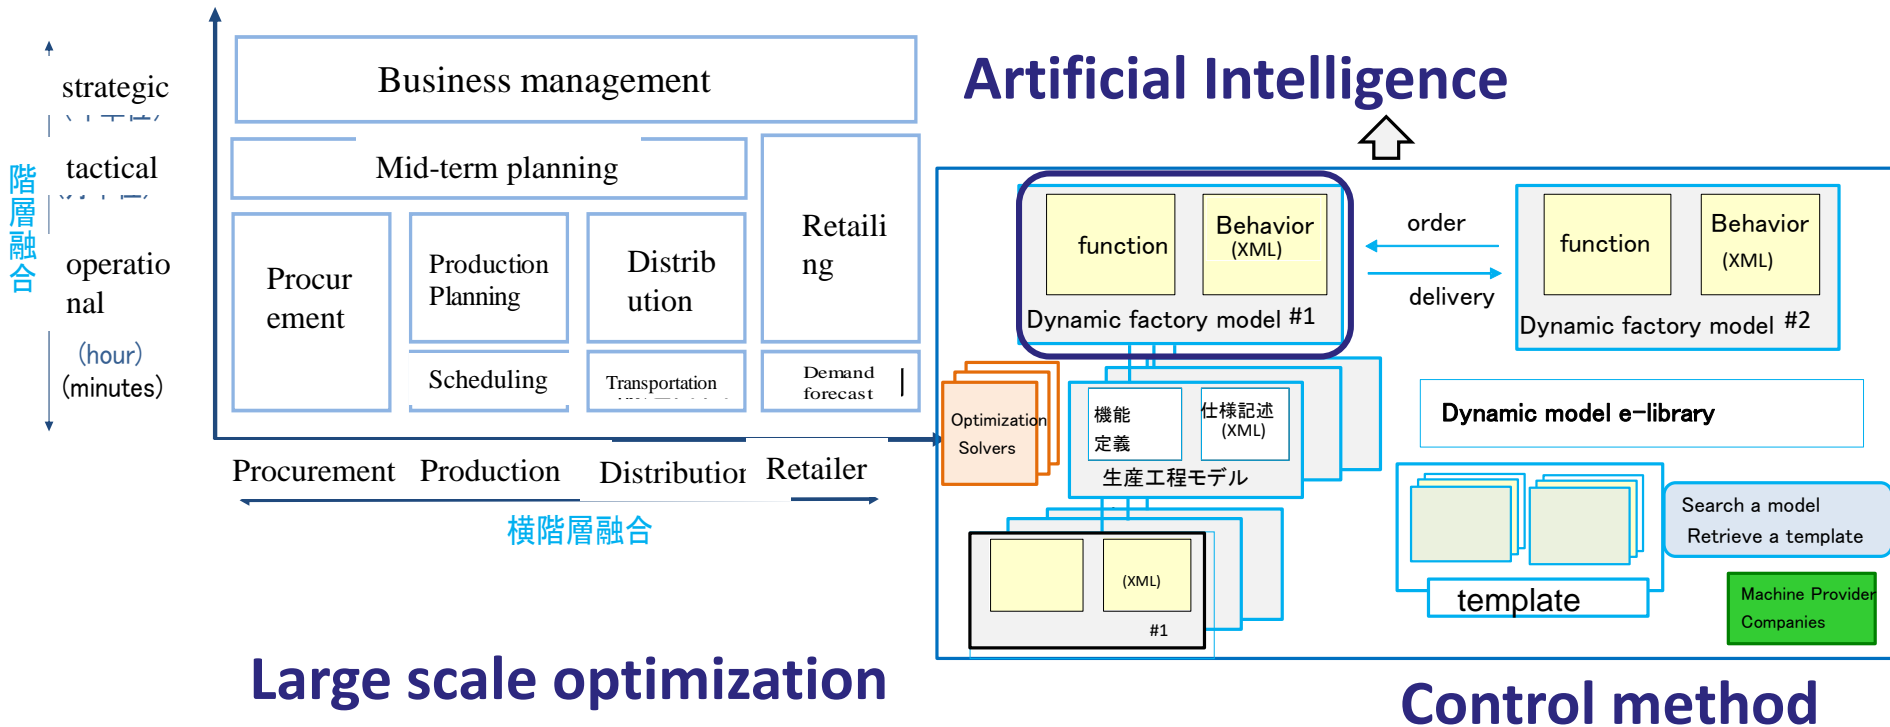 strategic
tactical
階層融合
operatio
nal
(hour)
(minutes)
Business management
Mid-term planning
Procur
ement
Production
Planning
Distrib
ution
Retaili
ng
Scheduling
Transportation
Demand
forecast
Procurement
Production
Distribution
Retailer
横階層融合
Large scale optimization
Artificial Intelligence
function
Behavior
(XML)
Dynamic factory model #1
order
delivery
function
Behavior
(XML)
Dynamic factory model #2
Optimization
Solvers
機能
定義
仕様記述
(XML)
生産工程モデル
(XML)
#1
Dynamic model e-library
template
Search a model
Retrieve a template
Machine Provider
Companies
Control method